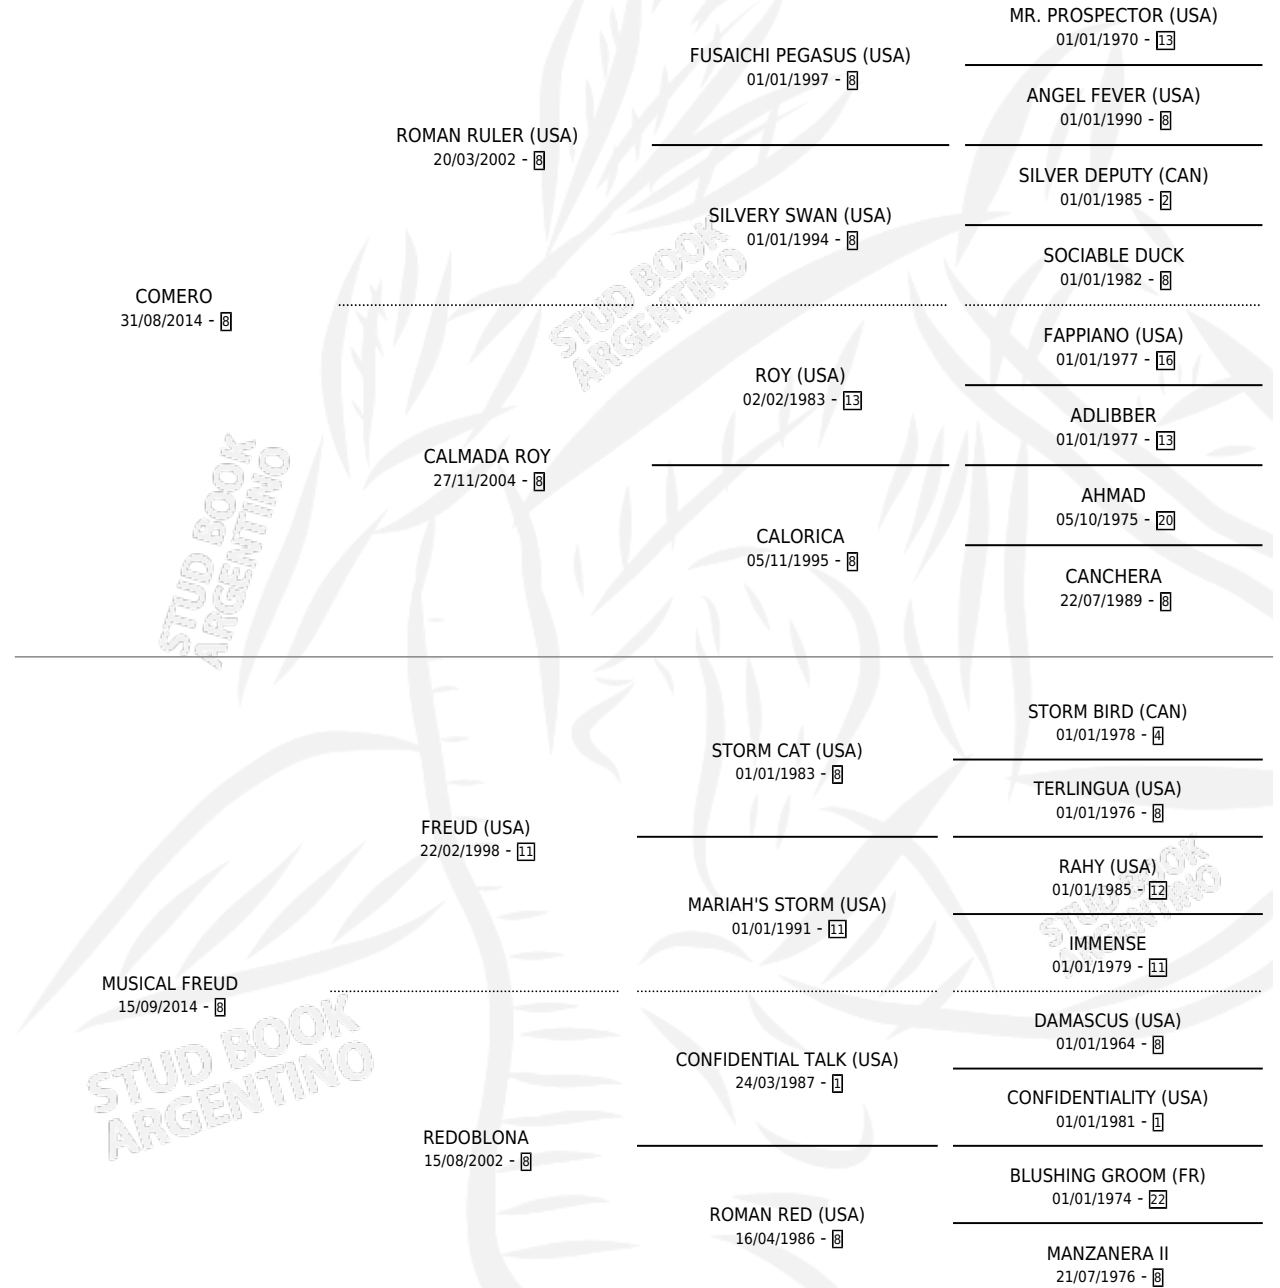 MR. PROSPECTOR (USA)
01/01/1970 - 13
FUSAICHI PEGASUS (USA)
01/01/1997 - 8
ANGEL FEVER (USA)
01/01/1990 - 8
ROMAN RULER (USA)
20/03/2002 - 8
SILVER DEPUTY (CAN)
01/01/1985 - 2
SILVERY SWAN (USA)
01/01/1994 - 8
SOCIABLE DUCK
01/01/1982 - 8
COMERO
31/08/2014 - 8
FAPPIANO (USA)
01/01/1977 - 16
ROY (USA)
02/02/1983 - 13
ADLIBBER
01/01/1977 - 13
CALMADA ROY
27/11/2004 - 8
AHMAD
05/10/1975 - 20
CALORICA
05/11/1995 - 8
CANCHERA
22/07/1989 - 8
STORM BIRD (CAN)
01/01/1978 - 4
STORM CAT (USA)
01/01/1983 - 8
TERLINGUA (USA)
01/01/1976 - 8
FREUD (USA)
22/02/1998 - 11
RAHY (USA)
01/01/1985 - 12
MARIAH'S STORM (USA)
01/01/1991 - 11
IMMENSE
01/01/1979 - 11
MUSICAL FREUD
15/09/2014 - 8
DAMASCUS (USA)
01/01/1964 - 8
CONFIDENTIAL TALK (USA)
24/03/1987 - 1
CONFIDENTIALITY (USA)
01/01/1981 - 1
REDOBLONA
15/08/2002 - 8
BLUSHING GROOM (FR)
01/01/1974 - 22
ROMAN RED (USA)
16/04/1986 - 8
MANZANERA II
21/07/1976 - 8
STUD BOOK
ARGENTINO
STUD BOOK
ARGENTINO
STUD BOOK
ARGENTINO
STUD BOOK
ARGENTINO